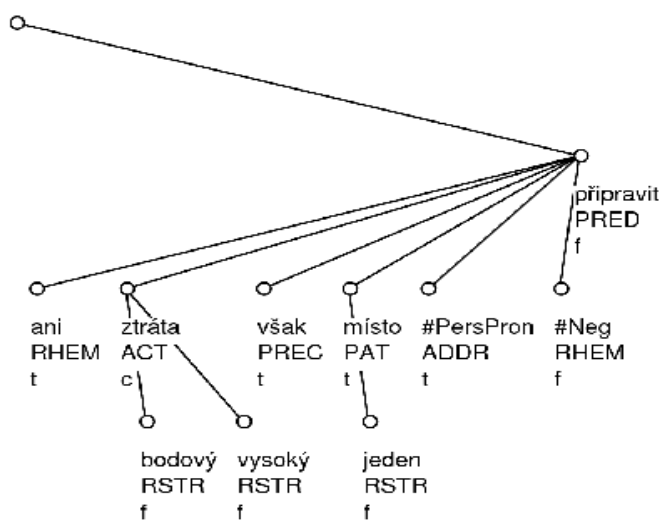 připravit
PRED
f
ani
RHEM
t
ztráta
ACT
c
však
PREC
t
místo
PAT
t
#PersPron
ADDR
t
#Neg
RHEM
f
bodový
RSTR
f
vysoký
RSTR
f
jeden
RSTR
f